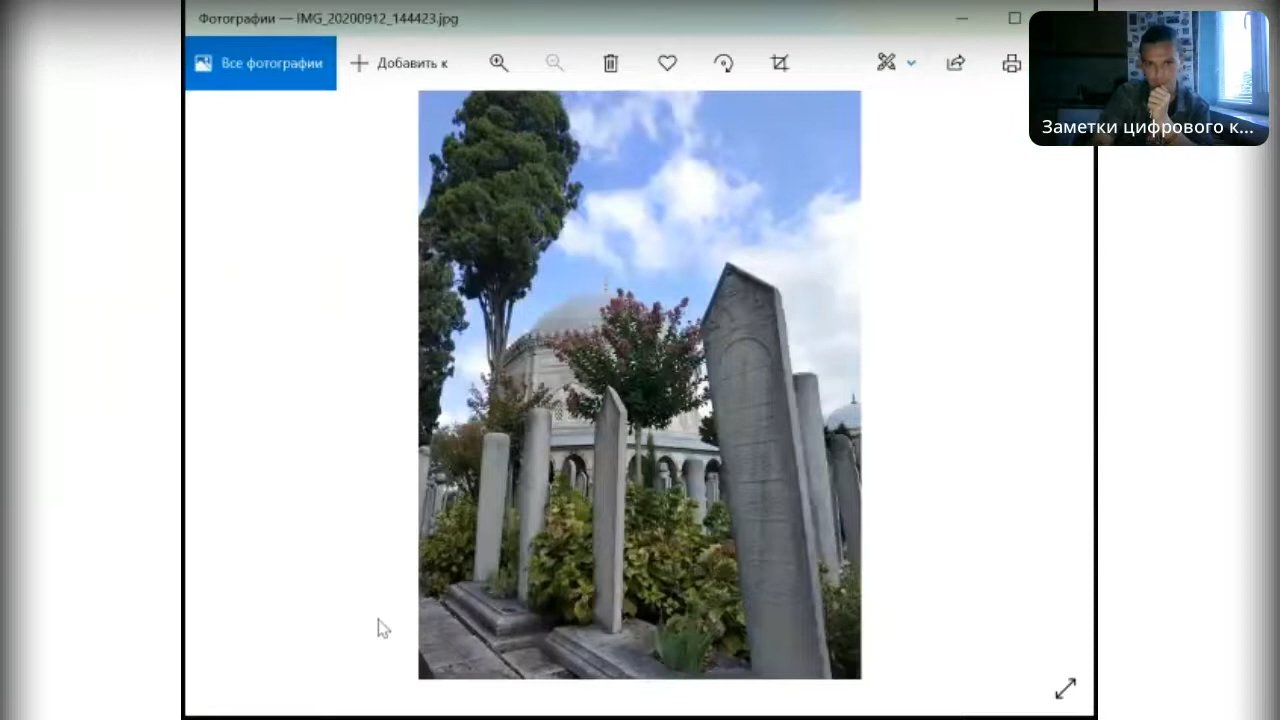 Фотографии — IMG_20200912_144423.jpg
Все фотографии
Добавить к
Заметки цифрового к...